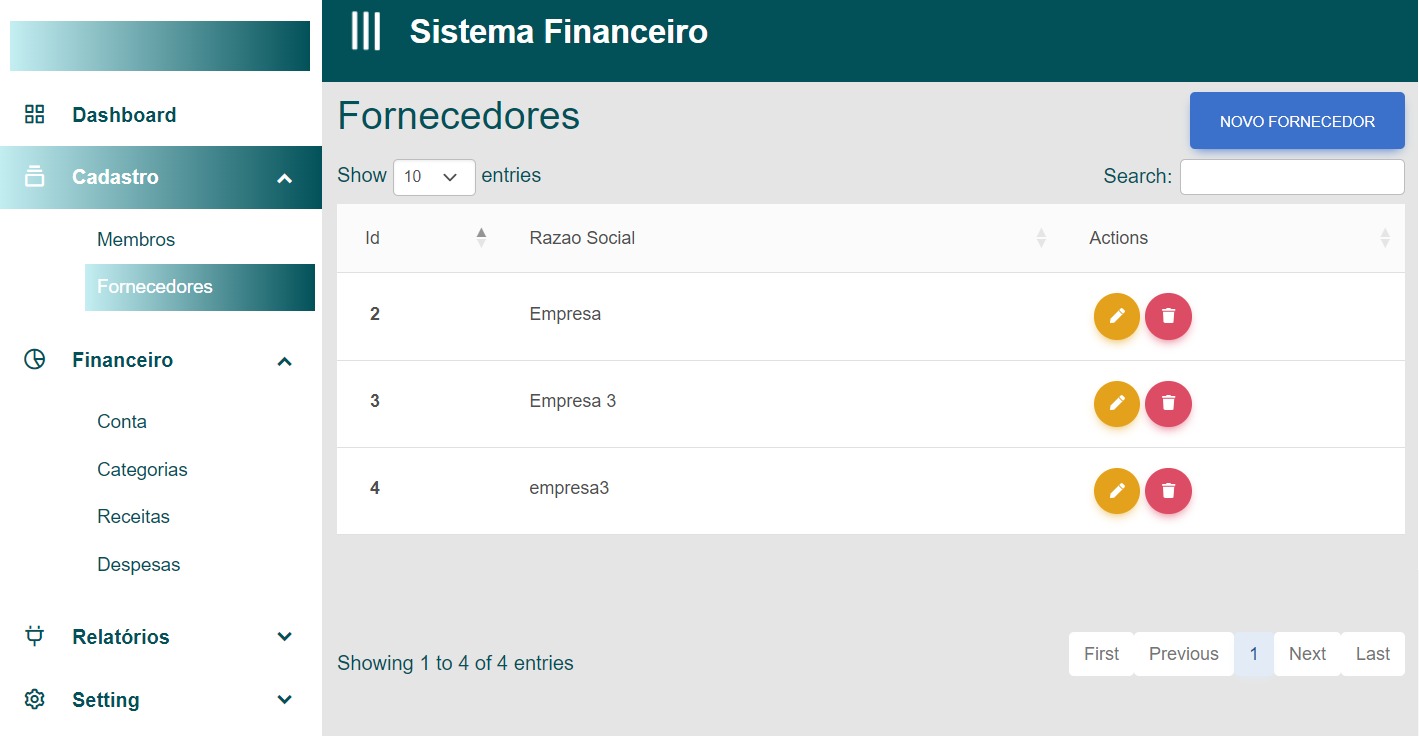 Dashboard
Cadastro
Membros
Fornecedores
Financeiro
Conta
Categorias
Receitas
Despesas
Relatórios
Setting
Sistema Financeiro
Fornecedores
NOVO FORNECEDOR
Show 10 entries
Search:
Id Razao Social Actions
2 Empresa
3 Empresa 3
4 empresa3
Showing 1 to 4 of 4 entries
First Previous 1 Next Last